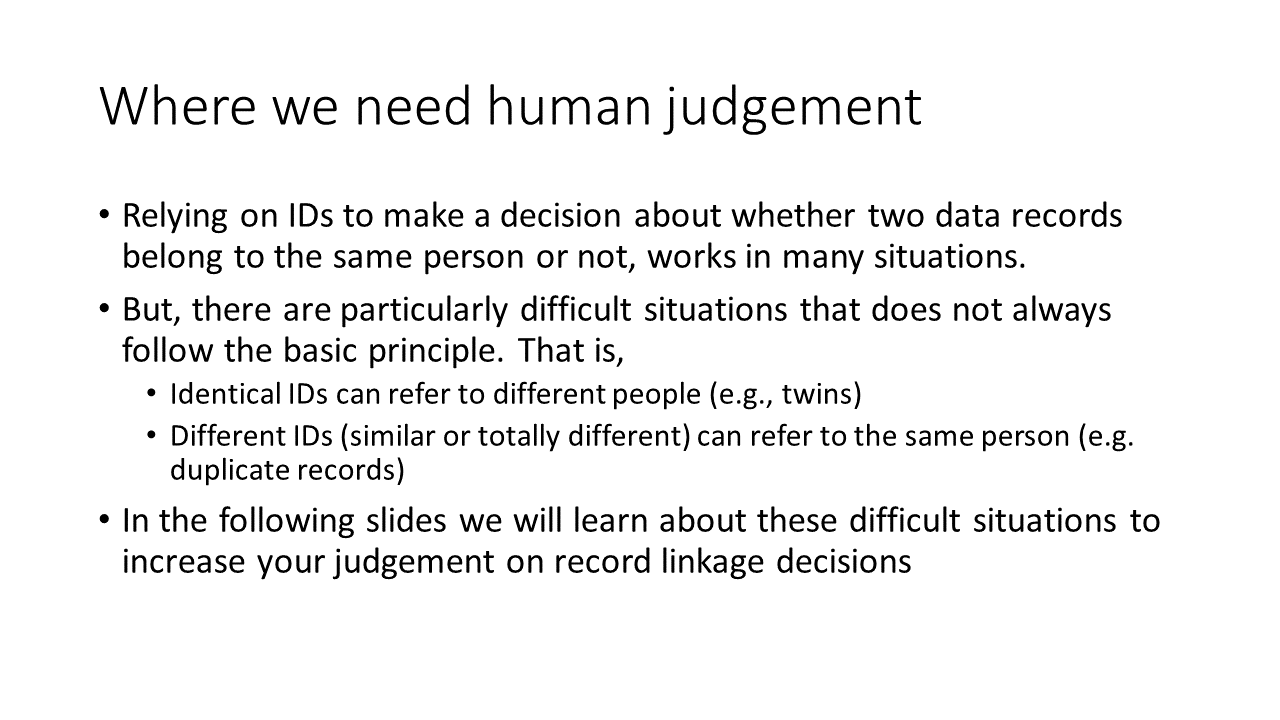 Where we need human judgement
• Relying on IDs to make a decision about whether two data records
belong to the same person or not, works in many situations.
• But, there are particularly difficult situations that does not always
follow the basic principle. That is,
• Identical IDs can refer to different people (e.g., twins)
• Different IDs (similar or totally different) can refer to the same person (e.g.
duplicate records)
• In the following slides we will learn about these difficult situations to
increase your judgement on record linkage decisions